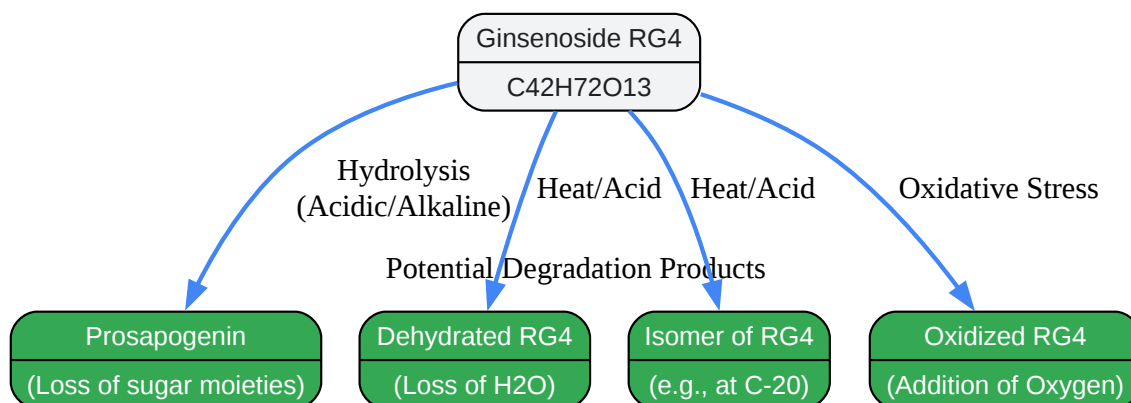 Ginsenoside RG4
C42H72O13
Hydrolysis
(Acidic/Alkaline)
Heat/Acid
Heat/Acid
Oxidative Stress
Potential Degradation Products
Prosapogenin
(Loss of sugar moieties)
Dehydrated RG4
(Loss of H2O)
Isomer of RG4
(e.g., at C-20)
Oxidized RG4
(Addition of Oxygen)